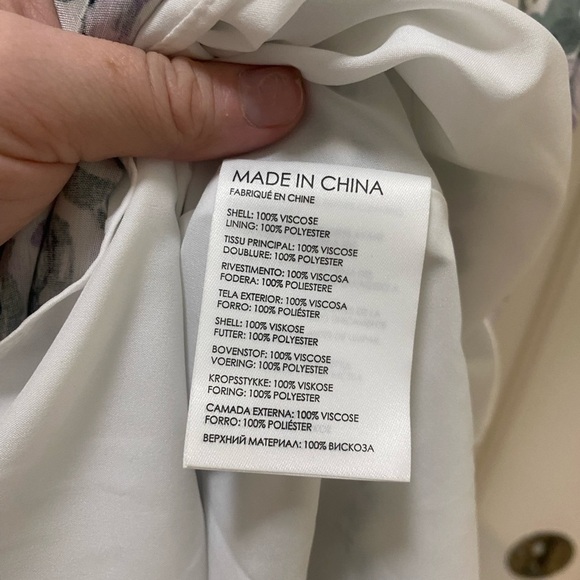 MADE IN CHINA
FABRIQUÉ EN CHINE
SHELL: 100% VISCOSE
LINING: 100% POLYESTER
TISSU PRINCIPAL: 100% VISCOSE
DOUBLURE: 100% POLYESTER
RIVESTIMENTO: 100% VISCOSA
FODERA: 100% POLIESTERE
TELA EXTERIOR: 100% VISCOSA
FORRO: 100% POLIÉSTER
SHELL: 100% VISKOSE
FUTTER: 100% POLYESTER
BOVENSTOF: 100% VISCOSE
VOERING: 100% POLYESTER
KROPSSTYKKE: 100% VISKOSE
FORING: 100% POLYESTER
CAMADA EXTERNA: 100% VISCOSE
FORRO: 100% POLIÉSTER
ВЕРХНИЙ МАТЕРИАЛ: 100% ВИСКОЗА